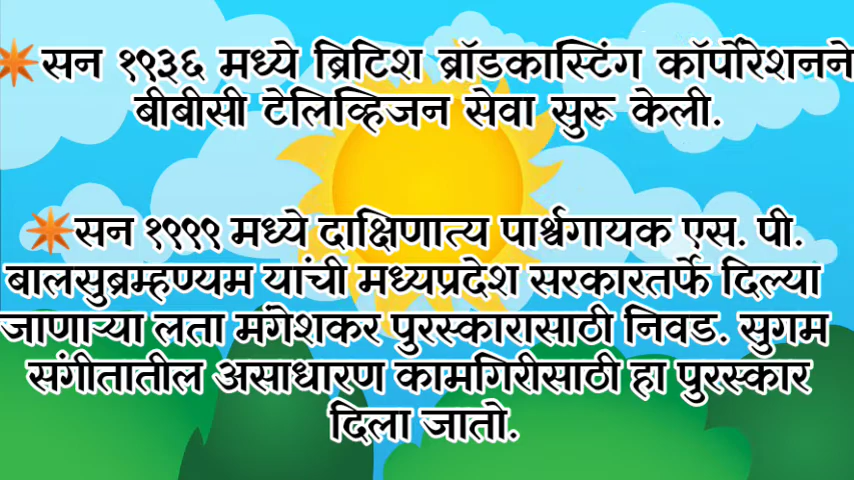 ✴सन १९३६ मध्ये ब्रिटिश ब्रॉडकास्टिंग कॉर्पोरेशनने
बीबीसी टेलिव्हिजन सेवा सुरू केली.
✴सन १९९९ मध्ये दाक्षिणात्य पार्श्वगायक एस. पी.
बालसुब्रम्हण्यम यांची मध्यप्रदेश सरकारतर्फे दिल्या
जाणाऱ्या लता मंगेशकर पुरस्कारासाठी निवड. सुगम
संगीतातील असाधारण कामगिरीसाठी हा पुरस्कार
दिला जातो.